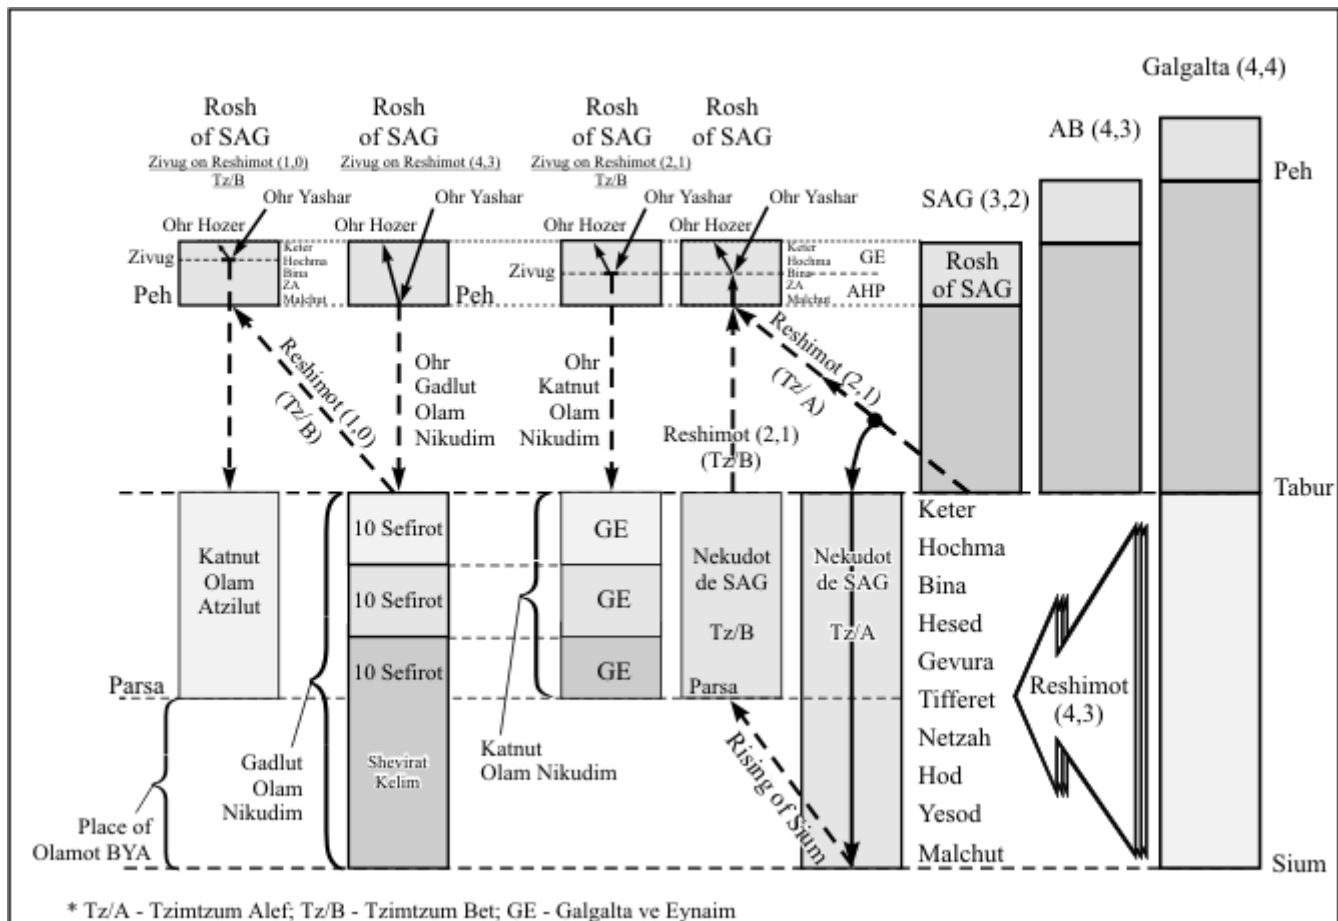 Galgalta (4,4)
AB (4,3)
SAG (3,2)
Peh
Rosh
of SAG
Zivug on Reshimot (1,0)
Tz/B
Rosh
of SAG
Zivug on Reshimot (4,3)
Rosh
of SAG
Zivug on Reshimot (2,1)
Tz/B
Rosh
of SAG
Ohr Yashar
Ohr Hozer
Ohr Yashar
Ohr Hozer
Ohr Yashar
Ohr Hozer
Ohr Yashar
Ohr Hozer
Zivug
Peh
Keter
Hochma
Bina
ZA
Malchut
Peh
Zivug
Keter
Hochma
Bina
ZA
Malchut
GE
AHP
Rosh
of SAG
Reshimot (1,0)
(Tz/B)
Ohr
Gadlut
Olam
Nikudim
Ohr
Katnut
Olam
Nikudim
Reshimot (2,1)
(Tz/B)
Reshimot (2,1)
(Tz/A)
Tabur
Katnut
Olam
Atzilut
10 Sefirot
10 Sefirot
10 Sefirot
Shevirat
Kelim
GE
GE
GE
Nekudot
de SAG
Tz/B
Parsa
Nekudot
de SAG
Tz/A
Keter
Hochma
Bina
Hesed
Gevura
Tifferet
Netzah
Hod
Yesod
Malchut
Reshimot
(4,3)
Parsa
Place of
Olamot BYA
Gadlut
Olam
Nikudim
Katnut
Olam Nikudim
Rising of Sium
Sium
* Tz/A - Tzimtzum Alef; Tz/B - Tzimtzum Bet; GE - Galgalta ve Eynaim